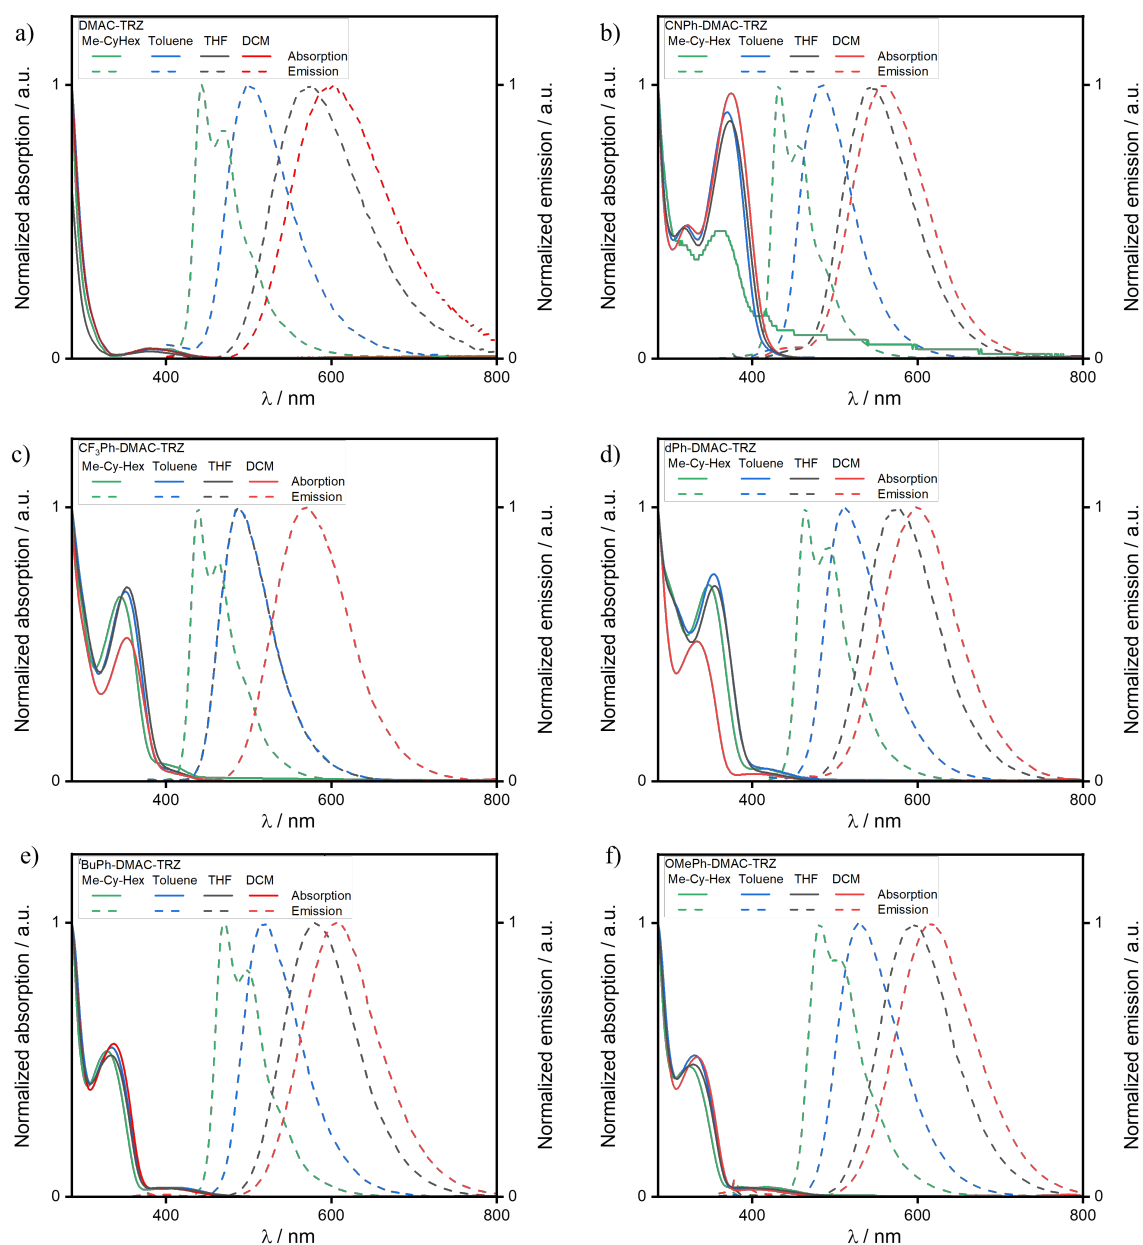 a)
DMAC-TRZ
Me-CyHex Toluene THF DCM
Absorption
Emission
1
1
0
0
400 600 800
λ / nm
Normalized absorption / a.u.
Normalized emission / a.u.
b)
CNPh-DMAC-TRZ
Me-Cy-Hex Toluene THF DCM
Absorption
Emission
1
1
0
0
400 600 800
λ / nm
Normalized absorption / a.u.
Normalized emission / a.u.
c)
CF₃Ph-DMAC-TRZ
Me-Cy-Hex Toluene THF DCM
Aborption
Emission
1
1
0
0
400 600 800
λ / nm
Normalized absorption / a.u.
Normalized emission / a.u.
d)
dPh-DMAC-TRZ
Me-Cy-Hex Toluene THF DCM
Aborption
Emission
1
1
0
0
400 600 800
λ / nm
Normalized absorption / a.u.
Normalized emission / a.u.
e)
ᵗBuPh-DMAC-TRZ
Me-Cy-Hex Toluene THF DCM
Absorption
Emission
1
1
0
0
400 600 800
λ / nm
Normalized absorption / a.u.
Normalized emission / a.u.
f)
OMePh-DMAC-TRZ
Me-Cy-Hex Toluene THF DCM
Absorption
Emission
1
1
0
0
400 600 800
λ / nm
Normalized absorption / a.u.
Normalized emission / a.u.